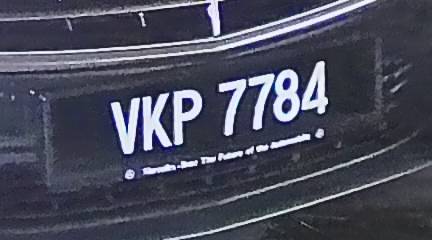 VKP 7784
Mercedes-Benz The Future of the Automobile